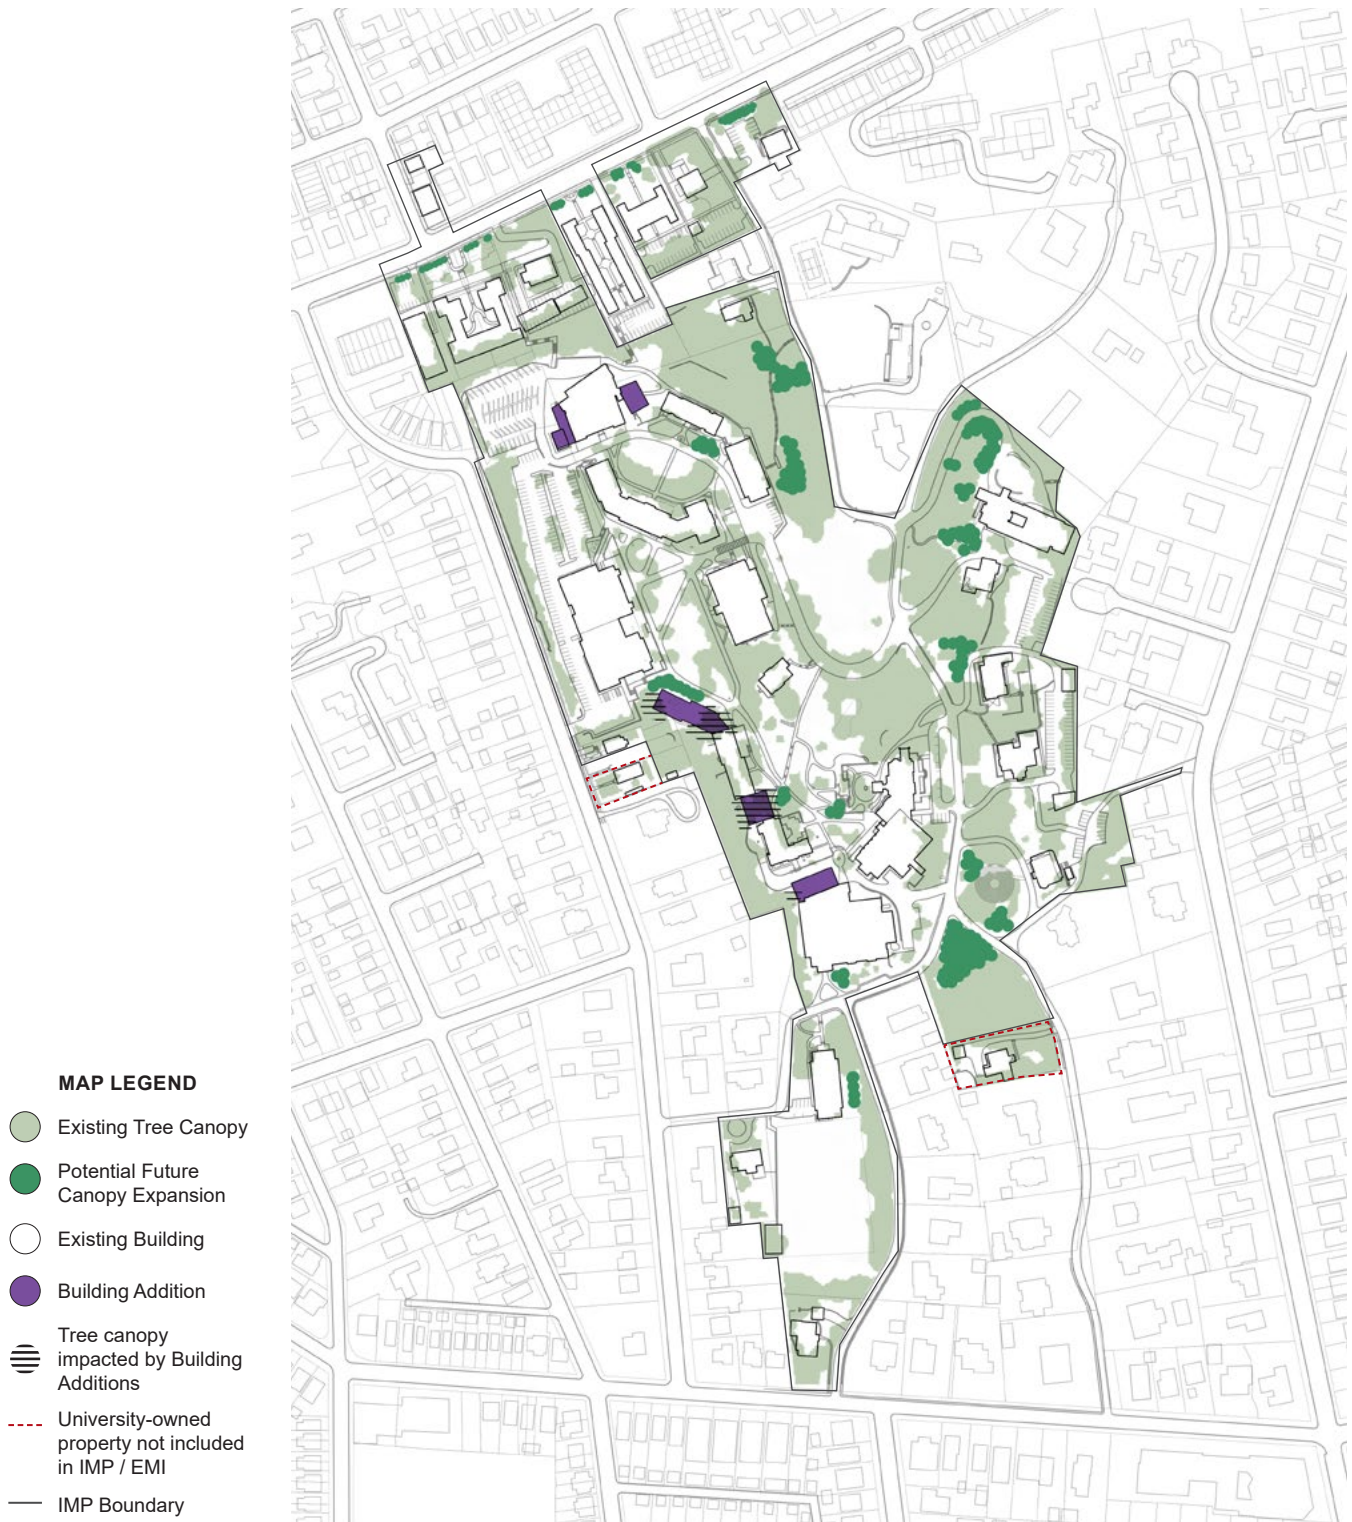 MAP LEGEND
Existing Tree Canopy
Potential Future
Canopy Expansion
Existing Building
Building Addition
Tree canopy
impacted by Building
Additions
University-owned
property not included
in IMP / EMI
IMP Boundary